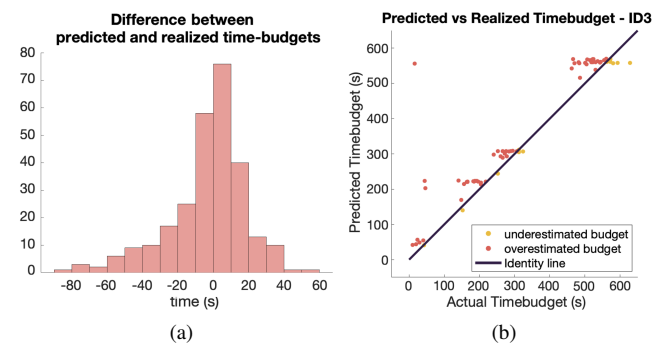 Difference between
predicted and realized time-budgets
80
70
60
50
40
30
20
10
0
-80 -60 -40 -20 0 20 40 60
time (s)
(a)
Predicted vs Realized Timebudget - ID3
Predicted Timebudget (s)
600
500
400
300
200
100
0
underestimated budget
overestimated budget
Identity line
0 100 200 300 400 500 600
Actual Timebudget (s)
(b)